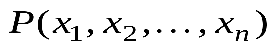 P(x₁, x₂, ..., xₙ)